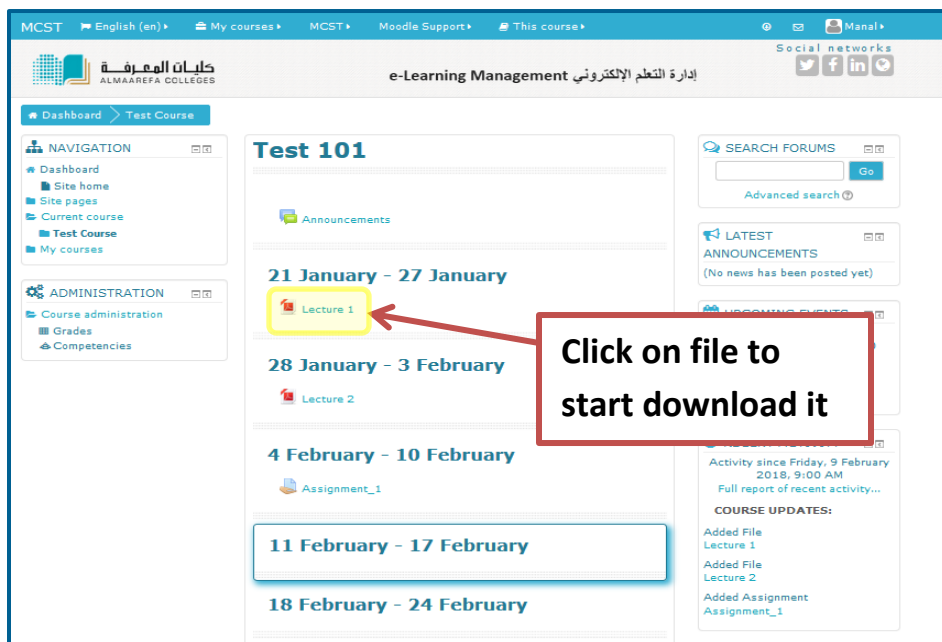 MCST English (en) My courses MCST Moodle Support This course Manal
كليات المعرفة
ALMAAREFA COLLEGES
e-Learning Management إدارة التعلم الإلكتروني
Social networks
Dashboard Test Course
NAVIGATION
Dashboard
Site home
Site pages
Current course
Test Course
My courses
ADMINISTRATION
Course administration
Grades
Competencies
Test 101
Announcements
21 January - 27 January
Lecture 1
28 January - 3 February
Lecture 2
4 February - 10 February
Assignment_1
11 February - 17 February
18 February - 24 February
Click on file to
start download it
SEARCH FORUMS
Go
Advanced search
LATEST
ANNOUNCEMENTS
(No news has been posted yet)
Activity since Friday, 9 February
2018, 9:00 AM
Full report of recent activity...
COURSE UPDATES:
Added File
Lecture 1
Added File
Lecture 2
Added Assignment
Assignment_1